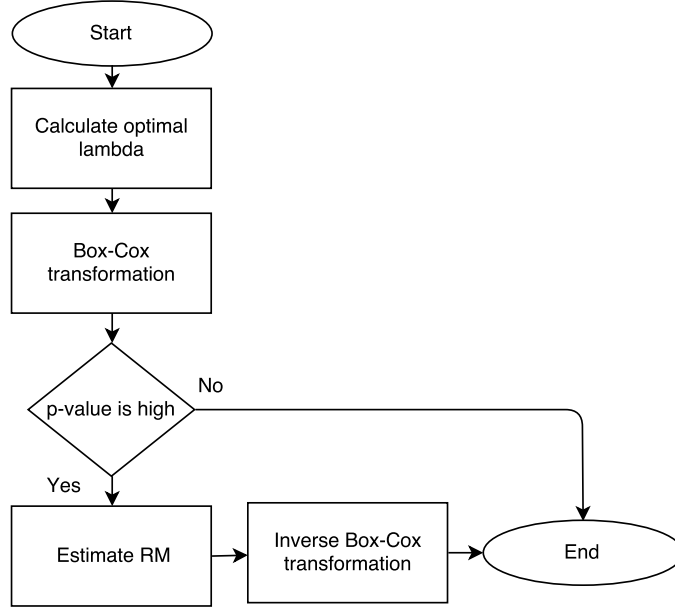 Start
Calculate optimal
lambda
Box-Cox
transformation
p-value is high
No
Yes
Estimate RM
Inverse Box-Cox
transformation
End